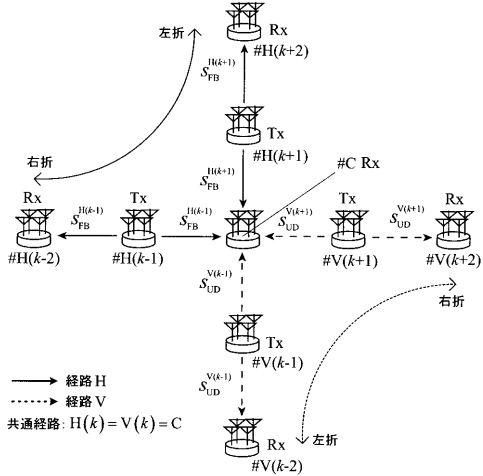 左折
Rx
#H(k+2)
S_FB^H(k+1)
Tx
#H(k+1)
右折
S_FB^H(k+1)
#C Rx
Rx
Tx
Tx
Rx
S_FB^H(k-1)
S_FB^H(k-1)
S_UD^V(k+1)
S_UD^V(k+1)
#H(k-2)
#H(k-1)
#V(k+1)
#V(k+2)
S_UD^V(k-1)
右折
Tx
#V(k-1)
S_UD^V(k-1)
経路 H
経路 V
共通経路: H(k) = V(k) = C
Rx
左折
#V(k-2)